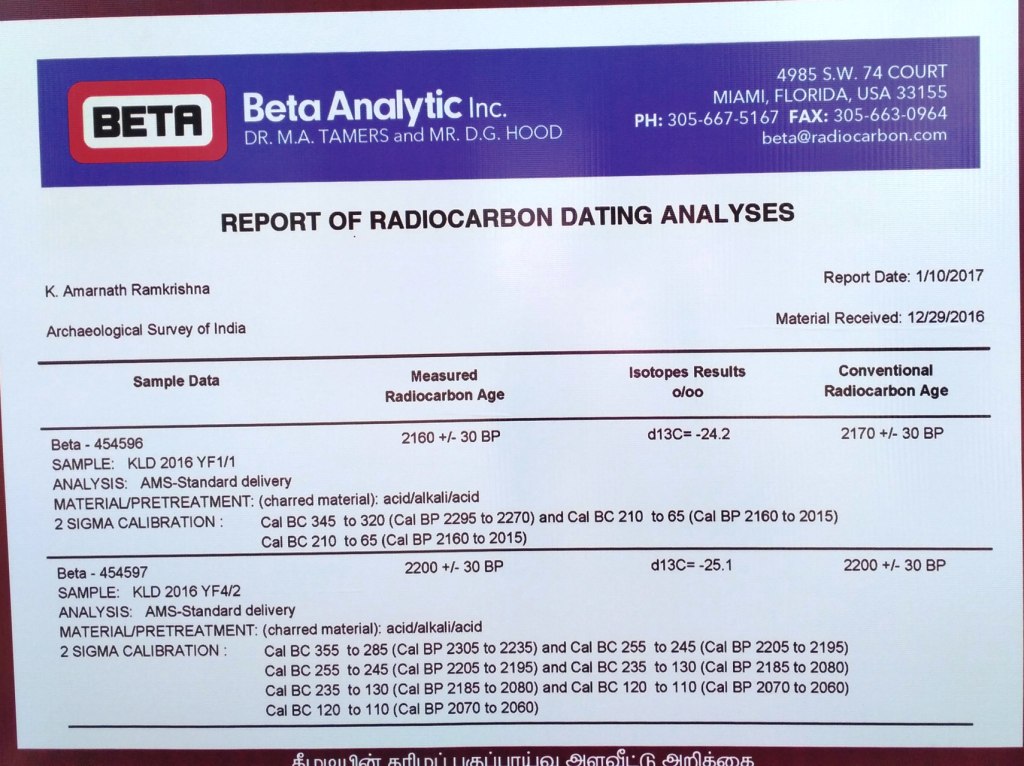 BETA
Beta Analytic Inc.
DR. M.A. TAMERS and MR. D.G. HOOD
4985 S.W. 74 COURT
MIAMI, FLORIDA, USA 33155
PH: 305-667-5167 FAX: 305-663-0964
beta@radiocarbon.com
REPORT OF RADIOCARBON DATING ANALYSES
K. Amarnath Ramkrishna
Report Date: 1/10/2017
Archaeological Survey of India
Material Received: 12/29/2016
Sample Data
Measured
Radiocarbon Age
Isotopes Results
o/oo
Conventional
Radiocarbon Age
Beta - 454596 2160 +/- 30 BP d13C= -24.2 2170 +/- 30 BP
SAMPLE: KLD 2016 YF1/1
ANALYSIS: AMS-Standard delivery
MATERIAL/PRETREATMENT: (charred material): acid/alkali/acid
2 SIGMA CALIBRATION : Cal BC 345 to 320 (Cal BP 2295 to 2270) and Cal BC 210 to 65 (Cal BP 2160 to 2015)
Cal BC 210 to 65 (Cal BP 2160 to 2015)
Beta - 454597 2200 +/- 30 BP d13C= -25.1 2200 +/- 30 BP
SAMPLE: KLD 2016 YF4/2
ANALYSIS: AMS-Standard delivery
MATERIAL/PRETREATMENT: (charred material): acid/alkali/acid
2 SIGMA CALIBRATION : Cal BC 355 to 285 (Cal BP 2305 to 2235) and Cal BC 255 to 245 (Cal BP 2205 to 2195)
Cal BC 255 to 245 (Cal BP 2205 to 2195) and Cal BC 235 to 130 (Cal BP 2185 to 2080)
Cal BC 235 to 130 (Cal BP 2185 to 2080) and Cal BC 120 to 110 (Cal BP 2070 to 2060)
Cal BC 120 to 110 (Cal BP 2070 to 2060)
கீழடியின் கரிமப் பகுப்பாய்வு அளவீட்டு அறிக்கை